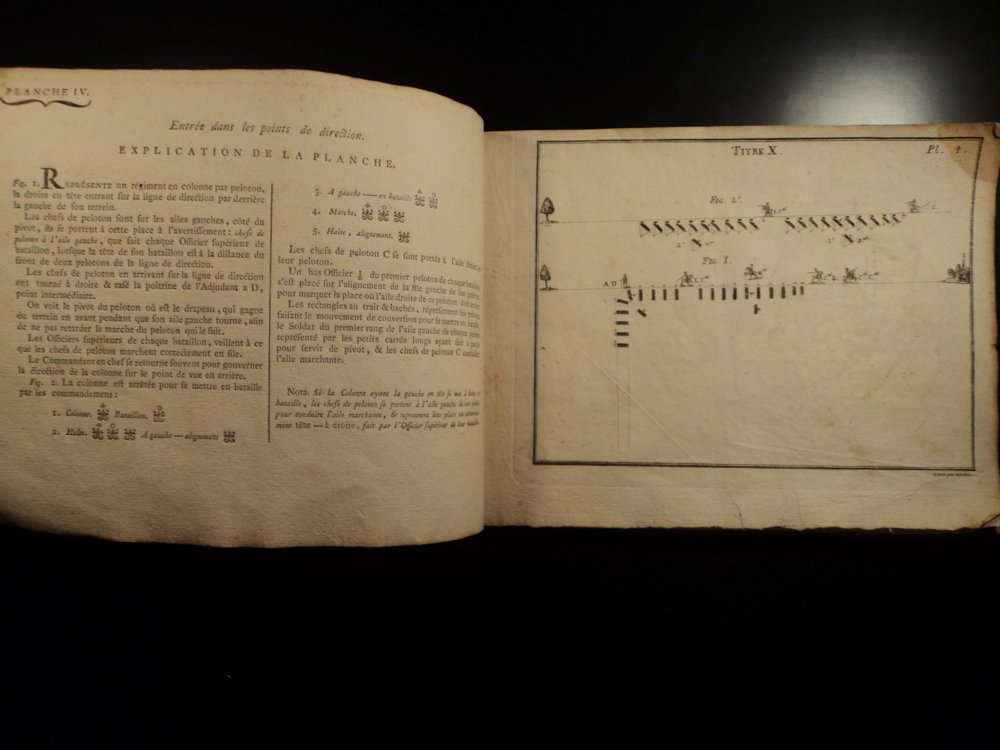 PLANCHE IV.
Entrée dans les points de direction.
EXPLICATION DE LA PLANCHE.
Fig. 1. REPRÉSENTE un régiment en colonne par peloton,
la droite en tête entrant sur la ligne de direction par derrière
la gauche de son terrein.
Les chefs de peloton sont sur les ailes gauches, côté du
pivot, ils se portent à cette place à l'avertissement: chefs de
peloton à l'aile gauche, que fait chaque Officier supérieur de
bataillon, lorsque la tête de son bataillon est à la distance du
front de deux pelotons de la ligne de direction.
Les chefs de peloton en arrivant sur la ligne de direction
ont tourné à droite & rasé la poitrine de l'Adjudant a D,
point intermédiaire.
On voit le pivot du peloton où est le drapeau, qui gagne
du terrein en avant pendant que son aile gauche tourne, afin
de ne pas retarder la marche du peloton qui le suit.
Les Officiers supérieurs de chaque bataillon, veillent à ce
que les chefs de peloton marchent correctement en file.
Le Commandant en chef se retourne souvent pour gouverner
la direction de la colonne sur le point de vue en arrière.
Fig. 2. La colonne est arrêtée pour se mettre en bataille
par les commandemens:
1. Colonne. Bataillon.
2. Halte. A gauche — alignement
3. A gauche — en bataille
4. Marche.
5. Halte, alignement.
Les chefs de peloton C se sont portés à l'aile droite de
leur peloton.
Un bas Officier du premier peloton de chaque bataillon,
s'est placé sur l'alignement de la file gauche de son peloton,
pour marquer la place où l'aile droite de ce peloton doit
Les rectangles au trait & hachés, représentent les pelotons
faisant le mouvement de conversion pour se mettre en bataille,
le Soldat du premier rang de l'aile gauche de chaque peloton
représenté par les petits carrés longs ayant fait à gauche
pour servir de pivot, & les chefs de peloton C conduisant
l'aile marchante.
NOTA. Si la Colonne ayant la gauche en tête se met à droite en
bataille, les chefs de peloton se portent à l'aile gauche de leur peloton
pour conduire l'aile marchante, & reprennent leur place au commandement
tête — à droite, fait par l'Officier supérieur de leur bataillon.
TITRE X. Pl. 4.
FIG. 2.
FIG. 1.
A D